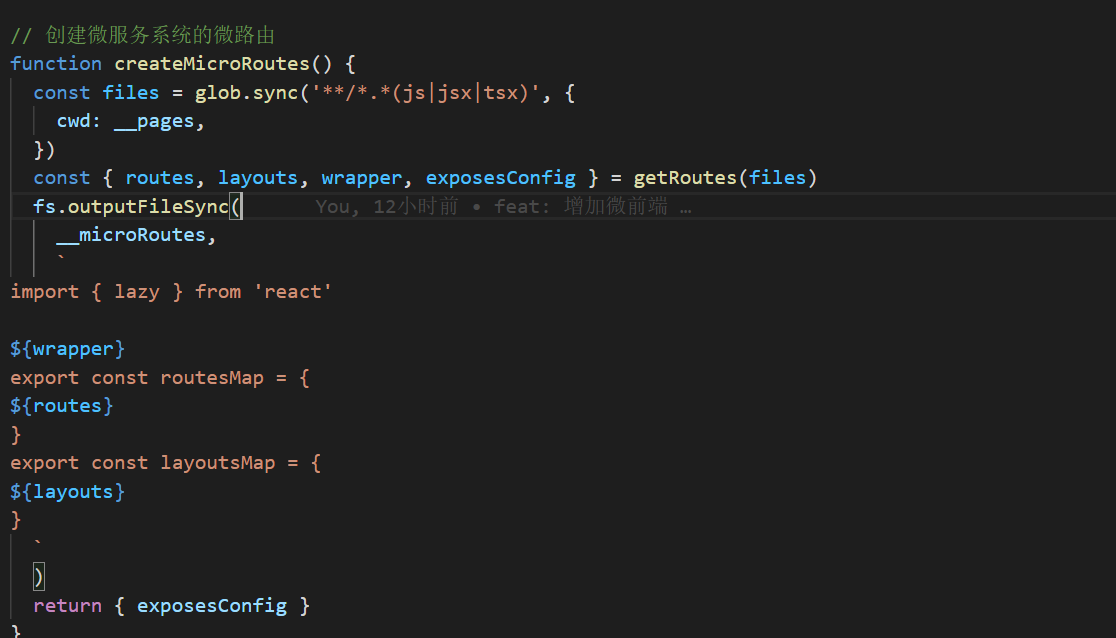 // 创建微服务系统的微路由
function createMicroRoutes() {
  const files = glob.sync('**/*.*(js|jsx|tsx)', {
    cwd: __pages,
  })
  const { routes, layouts, wrapper, exposesConfig } = getRoutes(files)
  fs.outputFileSync(    You, 12小时前 • feat: 增加微前端 …
    __microRoutes,
    `
import { lazy } from 'react'

${wrapper}
export const routesMap = {
${routes}
}
export const layoutsMap = {
${layouts}
}
  `
  )
  return { exposesConfig }
}